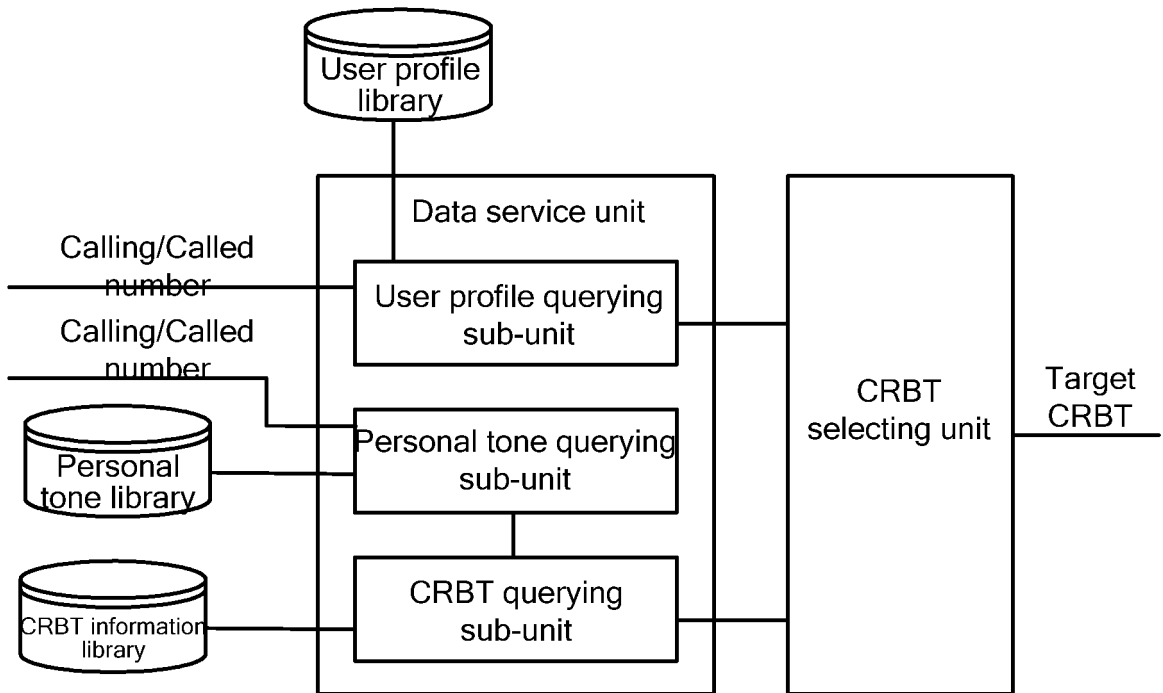 User profile
library
Data service unit
Calling/Called
number
User profile querying
sub-unit
Calling/Called
number
CRBT
selecting unit
Target
CRBT
Personal tone querying
sub-unit
Personal
tone library
CRBT querying
sub-unit
CRBT information
library